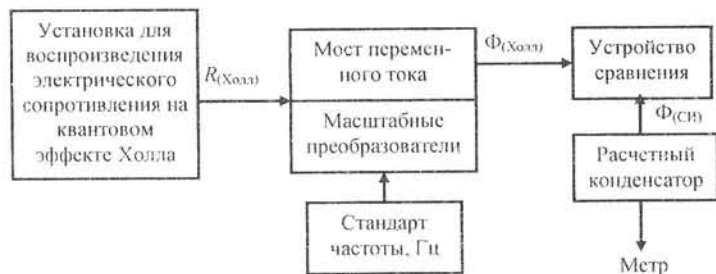 Установка для
воспроизведения
электрического
сопротивления на
квантовом
эффекте Холла
R(Холл)
Мост перемен-
ного тока
Масштабные
преобразователи
Стандарт
частоты, Гц
Ф(Холл)
Устройство
сравнения
Ф(СИ)
Расчетный
конденсатор
Метр